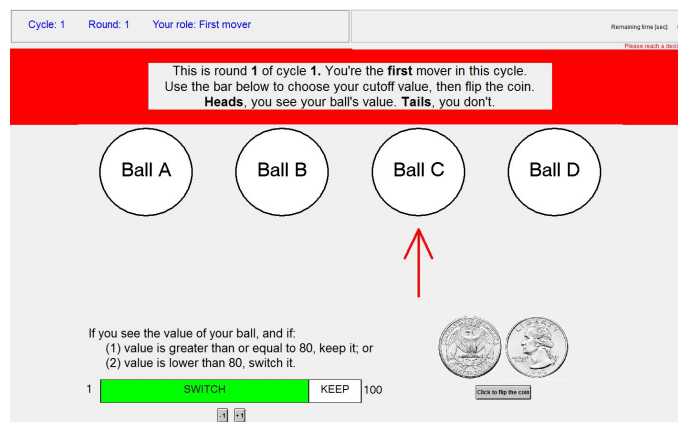 Cycle: 1 Round: 1 Your role: First mover
Remaining time [sec]:
Please reach a deci
This is round 1 of cycle 1. You're the first mover in this cycle.
Use the bar below to choose your cutoff value, then flip the coin.
Heads, you see your ball's value. Tails, you don't.
Ball A Ball B Ball C Ball D
If you see the value of your ball, and if:
(1) value is greater than or equal to 80, keep it; or
(2) value is lower than 80, switch it.
1 SWITCH KEEP 100
-1 +1
Click to flip the coin